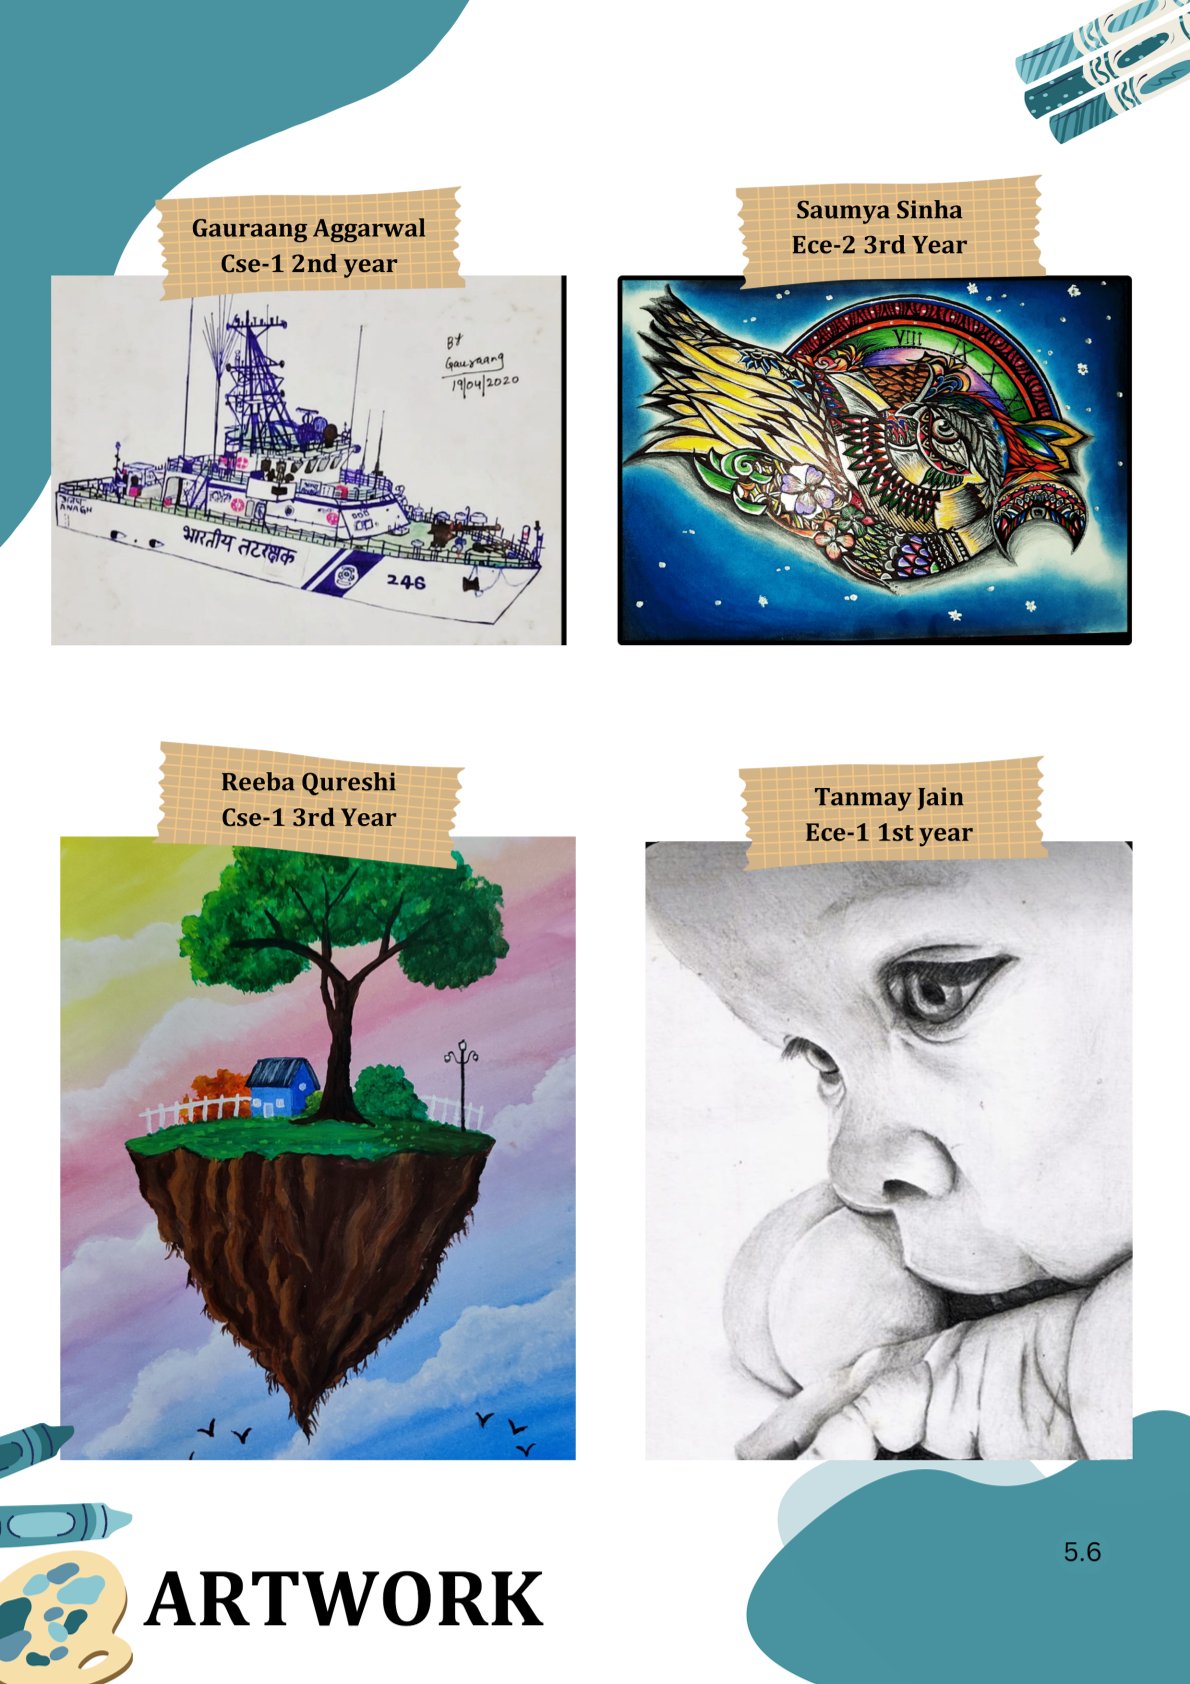 Gauraang Aggarwal
Cse-1 2nd year
Saumya Sinha
Ece-2 3rd Year
By
Gauraang
19/04/2020
ANAGH
भारतीय तटरक्षक
246
VIII
IX
X
Reeba Qureshi
Cse-1 3rd Year
Tanmay Jain
Ece-1 1st year
5.6
ARTWORK